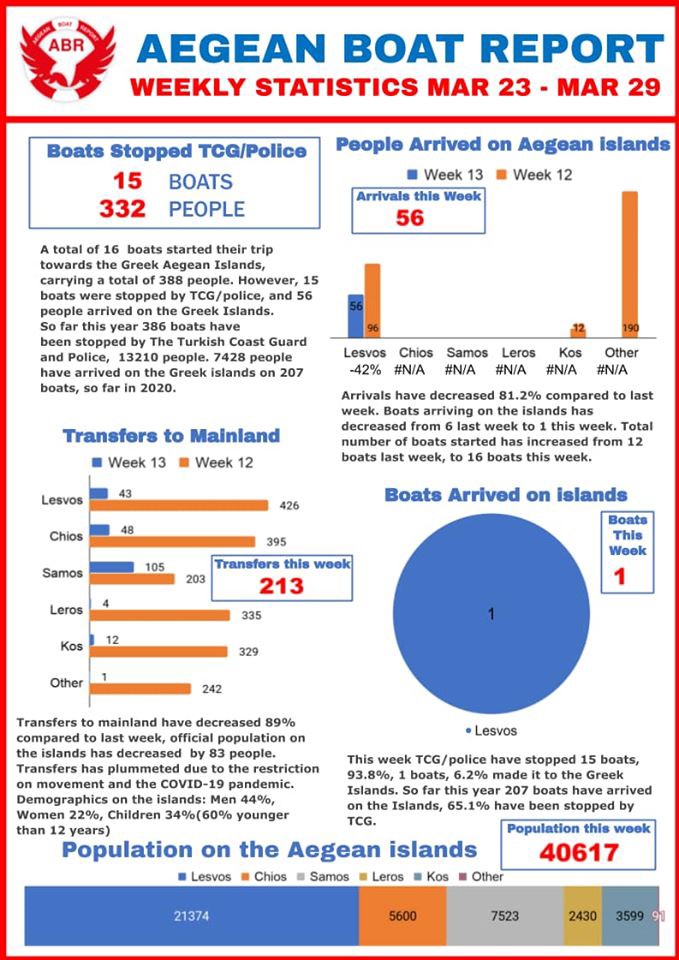 AEGEAN BOAT REPORT
ABR
AEGEAN BOAT REPORT
WEEKLY STATISTICS MAR 23 - MAR 29
Boats Stopped TCG/Police
15 BOATS
332 PEOPLE
A total of 16 boats started their trip
towards the Greek Aegean Islands,
carrying a total of 388 people. However, 15
boats were stopped by TCG/police, and 56
people arrived on the Greek Islands.
So far this year 386 boats have
been stopped by The Turkish Coast Guard
and Police, 13210 people. 7428 people
have arrived on the Greek islands on 207
boats, so far in 2020.
People Arrived on Aegean islands
Week 13 Week 12
Arrivals this Week
56
56
96
12
190
Lesvos Chios Samos Leros Kos Other
-42% #N/A #N/A #N/A #N/A #N/A
Arrivals have decreased 81.2% compared to last
week. Boats arriving on the islands has
decreased from 6 last week to 1 this week. Total
number of boats started has increased from 12
boats last week, to 16 boats this week.
Transfers to Mainland
Week 13 Week 12
Lesvos 43
426
Chios 48
395
Samos 105
203
Leros 4
335
Kos 12
329
Other 1
242
Transfers this week
213
Transfers to mainland have decreased 89%
compared to last week, official population on
the islands has decreased by 83 people.
Transfers has plummeted due to the restriction
on movement and the COVID-19 pandemic.
Demographics on the islands: Men 44%,
Women 22%, Children 34%(60% younger
than 12 years)
Boats Arrived on islands
Boats
This
Week
1
1
Lesvos
This week TCG/police have stopped 15 boats,
93.8%, 1 boats, 6.2% made it to the Greek
Islands. So far this year 207 boats have arrived
on the Islands, 65.1% have been stopped by
TCG.
Population this week
40617
Population on the Aegean islands
Lesvos Chios Samos Leros Kos Other
21374 5600 7523 2430 3599 91